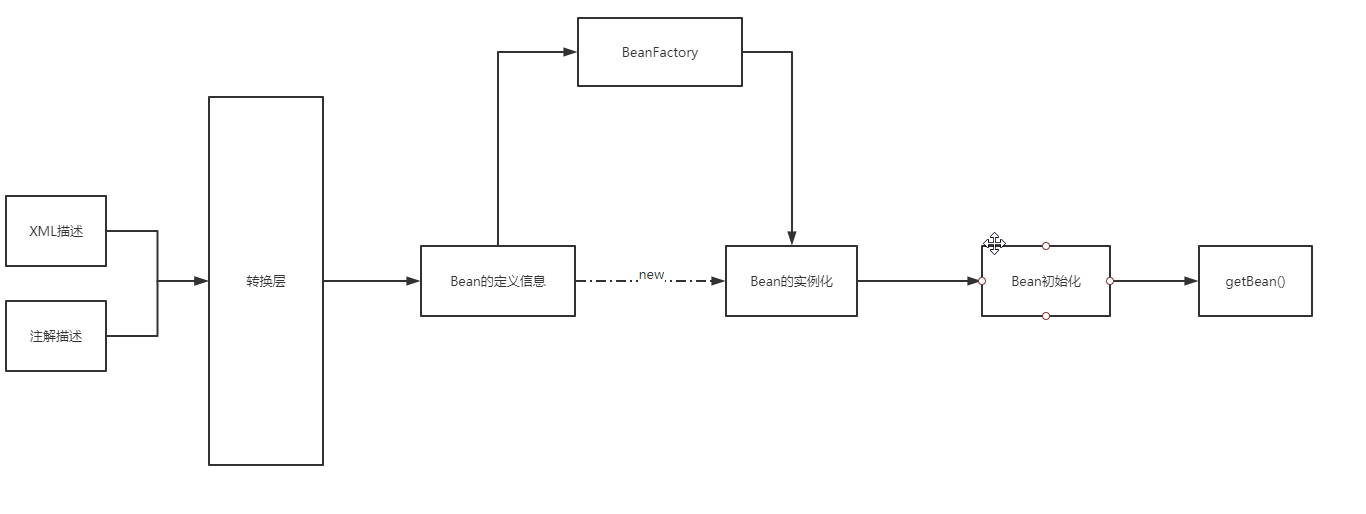 BeanFactory
XML描述
注解描述
转换层
Bean的定义信息
new
Bean的实例化
Bean初始化
getBean()